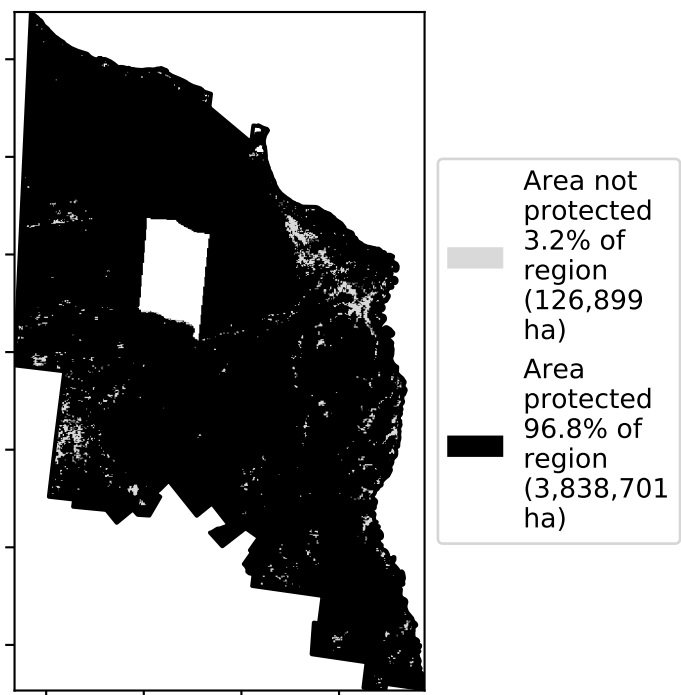 Area not
protected
3.2% of
region
(126,899
ha)
Area
protected
96.8% of
region
(3,838,701
ha)